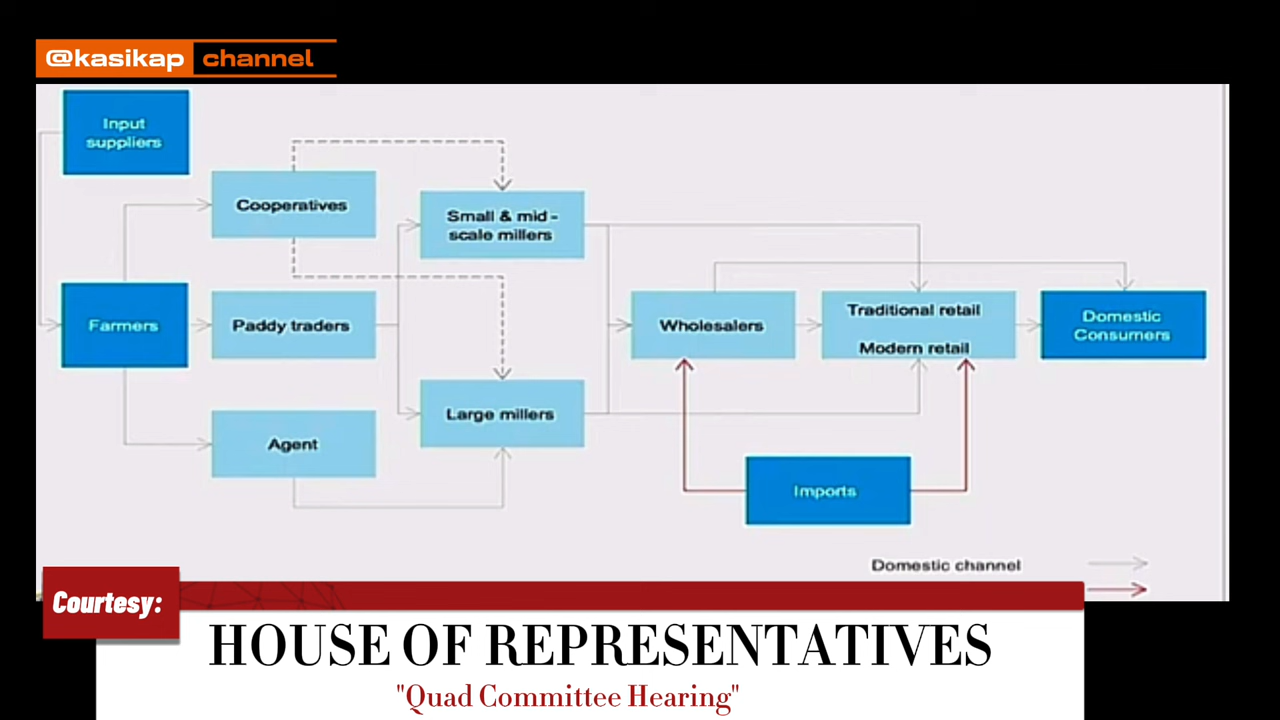 @kasikap channel
Input
suppliers
Cooperatives
Small & mid -
scale millers
Farmers
Paddy traders
Wholesalers
Traditional retail
Modern retail
Domestic
Consumers
Large millers
Agent
Imports
Domestic channel
Courtesy:
HOUSE OF REPRESENTATIVES
"Quad Committee Hearing"